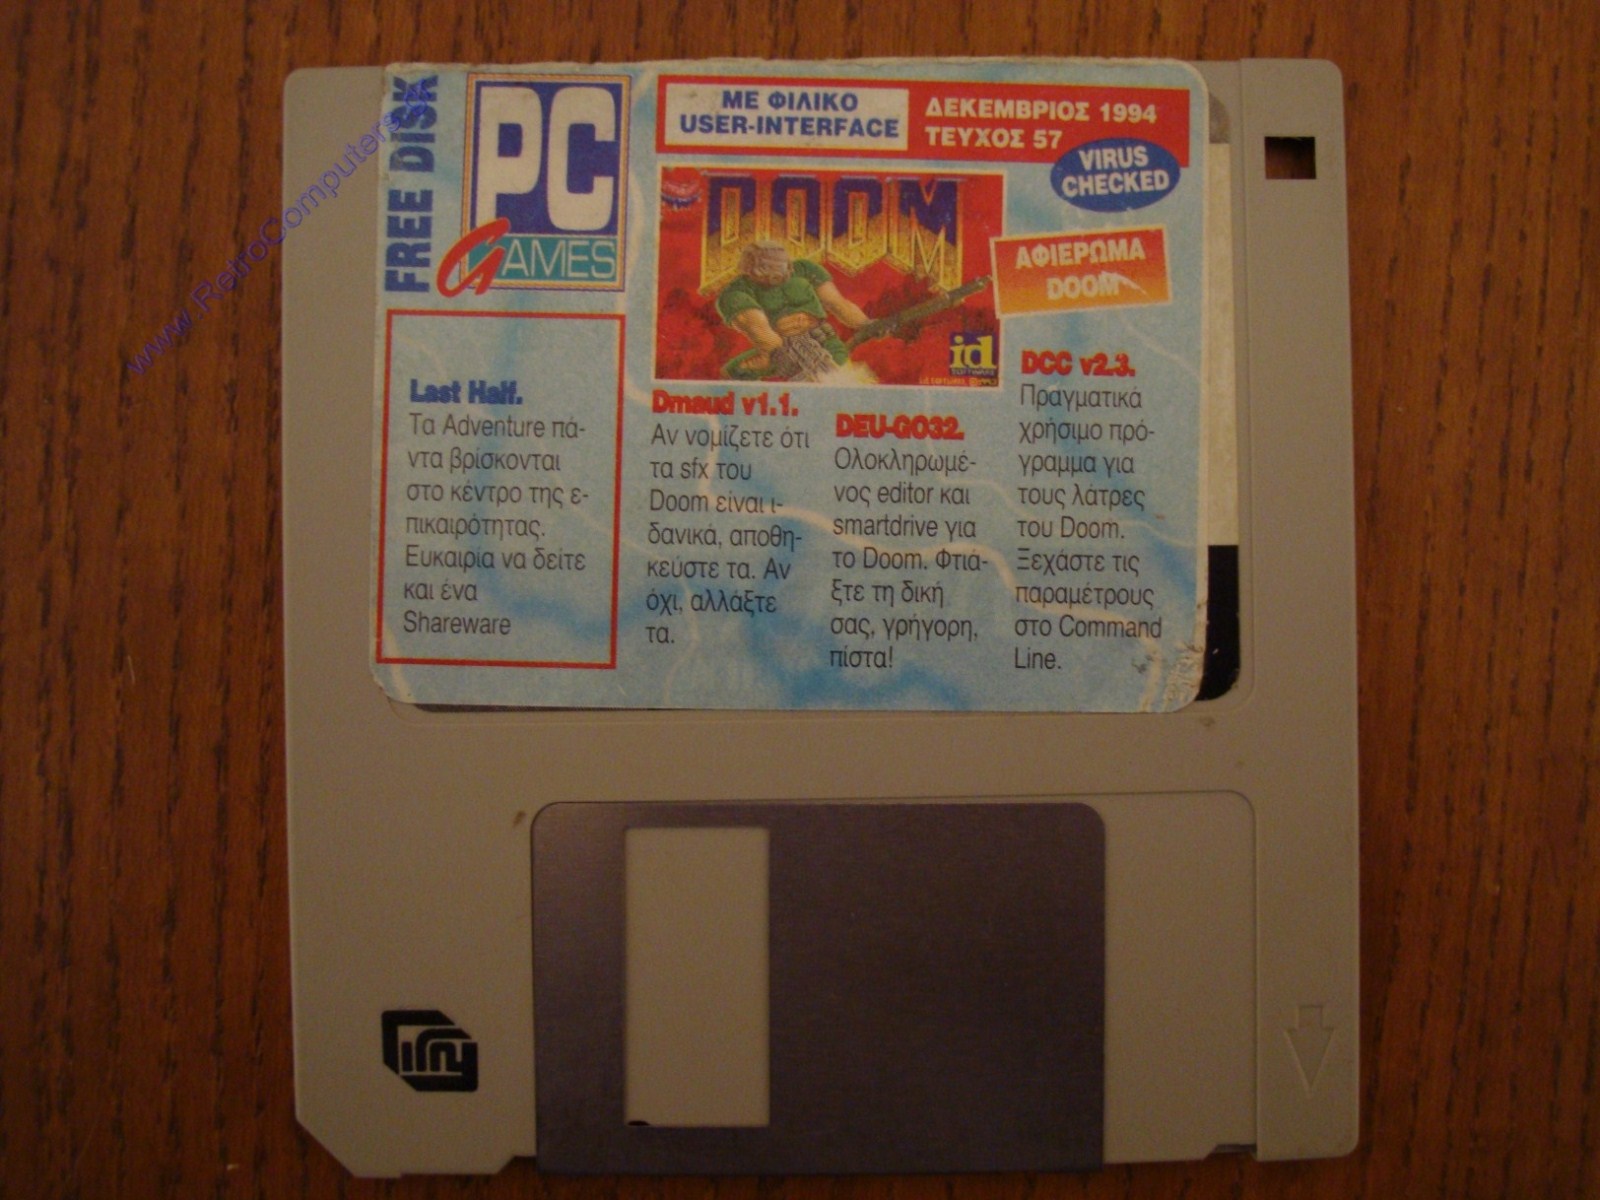 FREE DISK
PC
GAMES
ΜΕ ΦΙΛΙΚΟ
USER-INTERFACE
ΔΕΚΕΜΒΡΙΟΣ 1994
ΤΕΥΧΟΣ 57
VIRUS
CHECKED
DOOM
id
SOFTWARE
ΑΦΙΕΡΩΜΑ
DOOM
Last Half.
Τα Adventure πά-
ντα βρίσκονται
στο κέντρο της ε-
πικαιρότητας.
Ευκαιρία να δείτε
και ένα
Shareware
Dmaud v1.1.
Αν νομίζετε ότι
τα sfx του
Doom είναι ι-
δανικά, αποθη-
κεύστε τα. Αν
όχι, αλλάξτε
τα.
DEU-GO32.
Ολοκληρωμέ-
νος editor και
smartdrive για
το Doom. Φτιά-
ξτε τη δική
σας, γρήγορη,
πίστα!
DCC v2.3.
Πραγματικά
χρήσιμο πρό-
γραμμα για
τους λάτρες
του Doom.
Ξεχάστε τις
παραμέτρους
στο Command
Line.